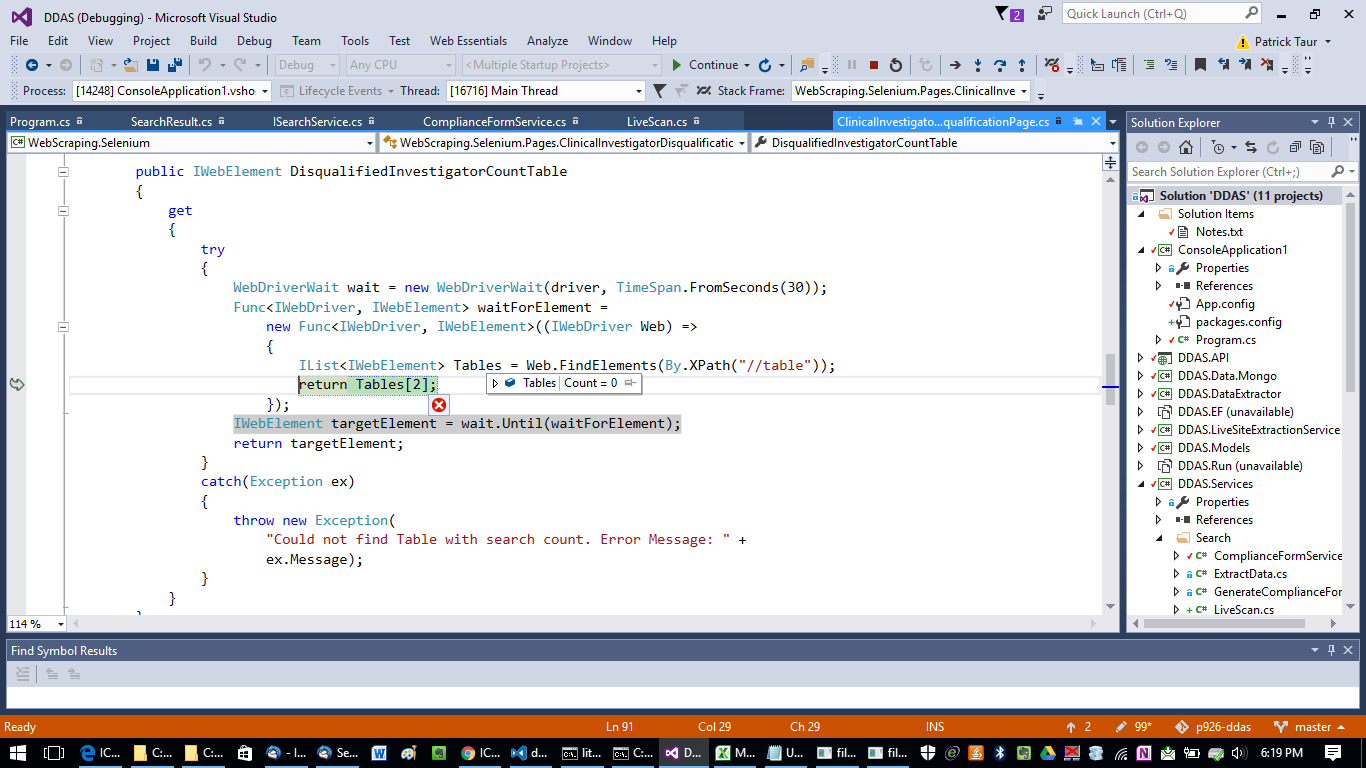 DDAS (Debugging) - Microsoft Visual Studio
2
Quick Launch (Ctrl+Q)
File Edit View Project Build Debug Team Tools Test Web Essentials Analyze Window Help
Patrick Taur
Debug Any CPU <Multiple Startup Projects> Continue
Process: [14248] ConsoleApplication1.vsho Lifecycle Events Thread: [16716] Main Thread Stack Frame: WebScraping.Selenium.Pages.ClinicalInve
Program.cs SearchResult.cs ISearchService.cs ComplianceFormService.cs LiveScan.cs ClinicalInvestigato...qualificationPage.cs
WebScraping.Selenium WebScraping.Selenium.Pages.ClinicalInvestigatorDisqualificatic DisqualifiedInvestigatorCountTable
public IWebElement DisqualifiedInvestigatorCountTable
{
get
{
try
{
WebDriverWait wait = new WebDriverWait(driver, TimeSpan.FromSeconds(30));
Func<IWebDriver, IWebElement> waitForElement =
new Func<IWebDriver, IWebElement>((IWebDriver Web) =>
{
IList<IWebElement> Tables = Web.FindElements(By.XPath("//table"));
return Tables[2]; Tables Count = 0
});
IWebElement targetElement = wait.Until(waitForElement);
return targetElement;
}
catch(Exception ex)
{
throw new Exception(
"Could not find Table with search count. Error Message: " +
ex.Message);
}
}
114 %
Solution Explorer
Search Solution Explorer (Ctrl+;)
Solution 'DDAS' (11 projects)
Solution Items
Notes.txt
C# ConsoleApplication1
Properties
References
App.config
packages.config
C# Program.cs
DDAS.API
C# DDAS.Data.Mongo
C# DDAS.DataExtractor
DDAS.EF (unavailable)
C# DDAS.LiveSiteExtractionService
C# DDAS.Models
DDAS.Run (unavailable)
C# DDAS.Services
Properties
References
Search
C# ComplianceFormService
C# ExtractData.cs
C# GenerateComplianceFor
C# LiveScan.cs
Find Symbol Results
Ready Ln 91 Col 29 Ch 29 INS 2 99* p926-ddas master
IC... C:... C:... - I... Se... IC... d... lit... C:... D... M... U... fil... fil... 6:19 PM